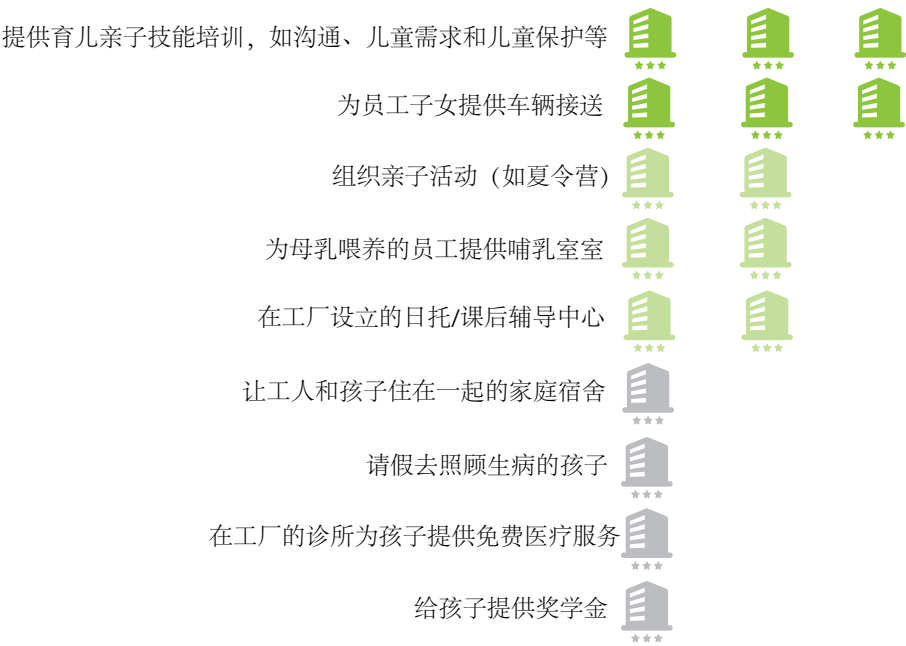 提供育儿亲子技能培训，如沟通、儿童需求和儿童保护等
为员工子女提供车辆接送
组织亲子活动（如夏令营）
为母乳喂养的员工提供哺乳室室
在工厂设立的日托/课后辅导中心
让工人和孩子住在一起的家庭宿舍
请假去照顾生病的孩子
在工厂的诊所为孩子提供免费医疗服务
给孩子提供奖学金